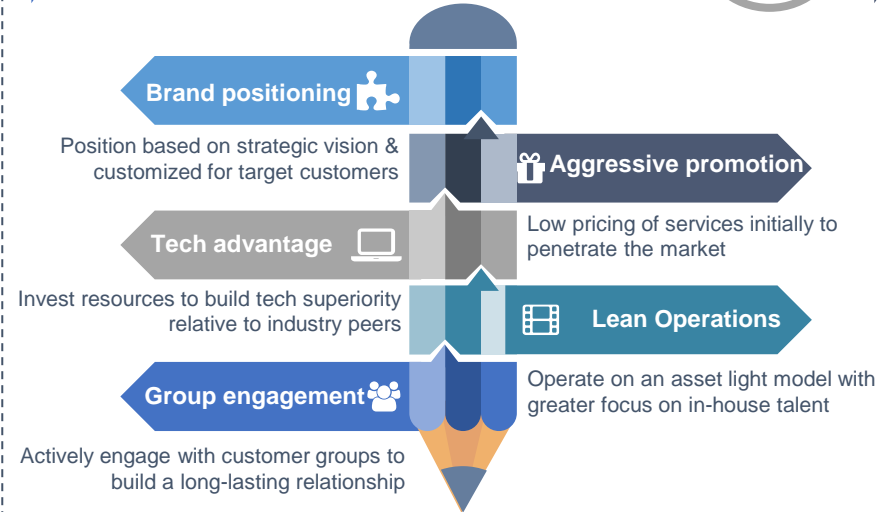 Brand positioning
Position based on strategic vision &
customized for target customers
Aggressive promotion
Low pricing of services initially to
penetrate the market
Tech advantage
Invest resources to build tech superiority
relative to industry peers
Lean Operations
Operate on an asset light model with
greater focus on in-house talent
Group engagement
Actively engage with customer groups to
build a long-lasting relationship